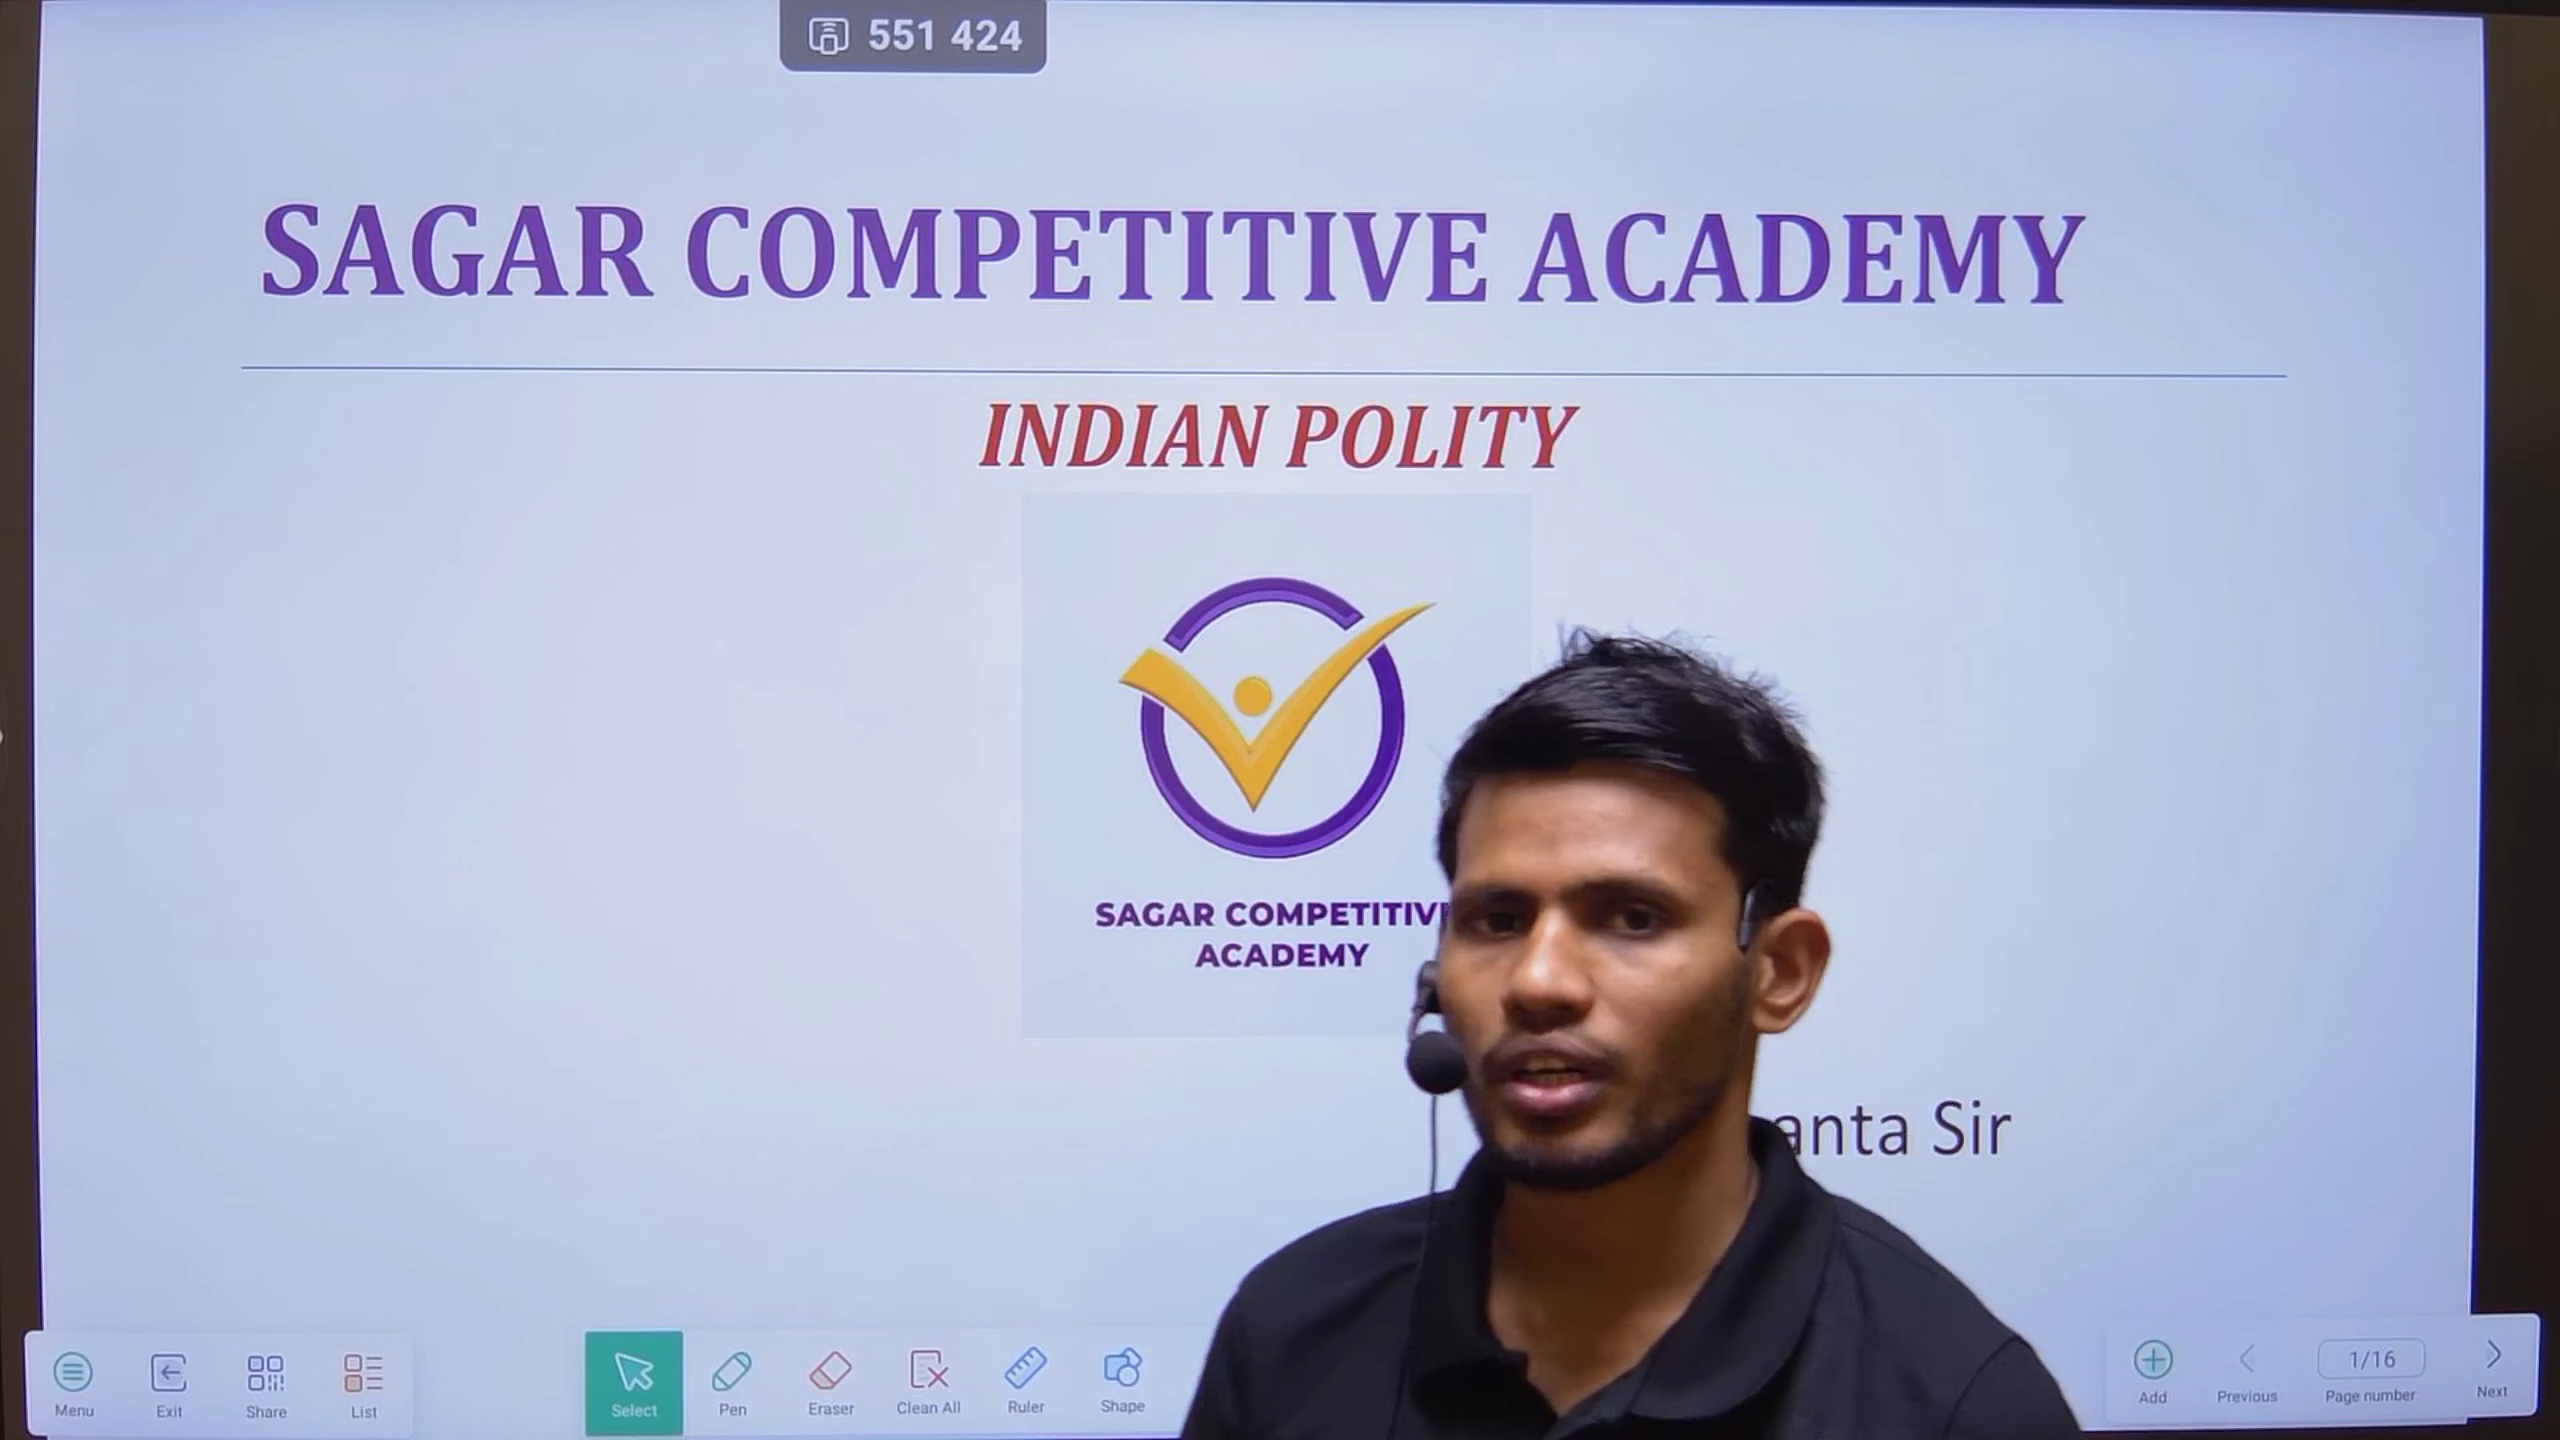 551 424
SAGAR COMPETITIVE ACADEMY
INDIAN POLITY
SAGAR COMPETITIVE
ACADEMY
Sir
Menu
Exit
Share
List
Select
Pen
Eraser
Clean All
Ruler
Shape
Add
Previous
1/16
Page number
Next